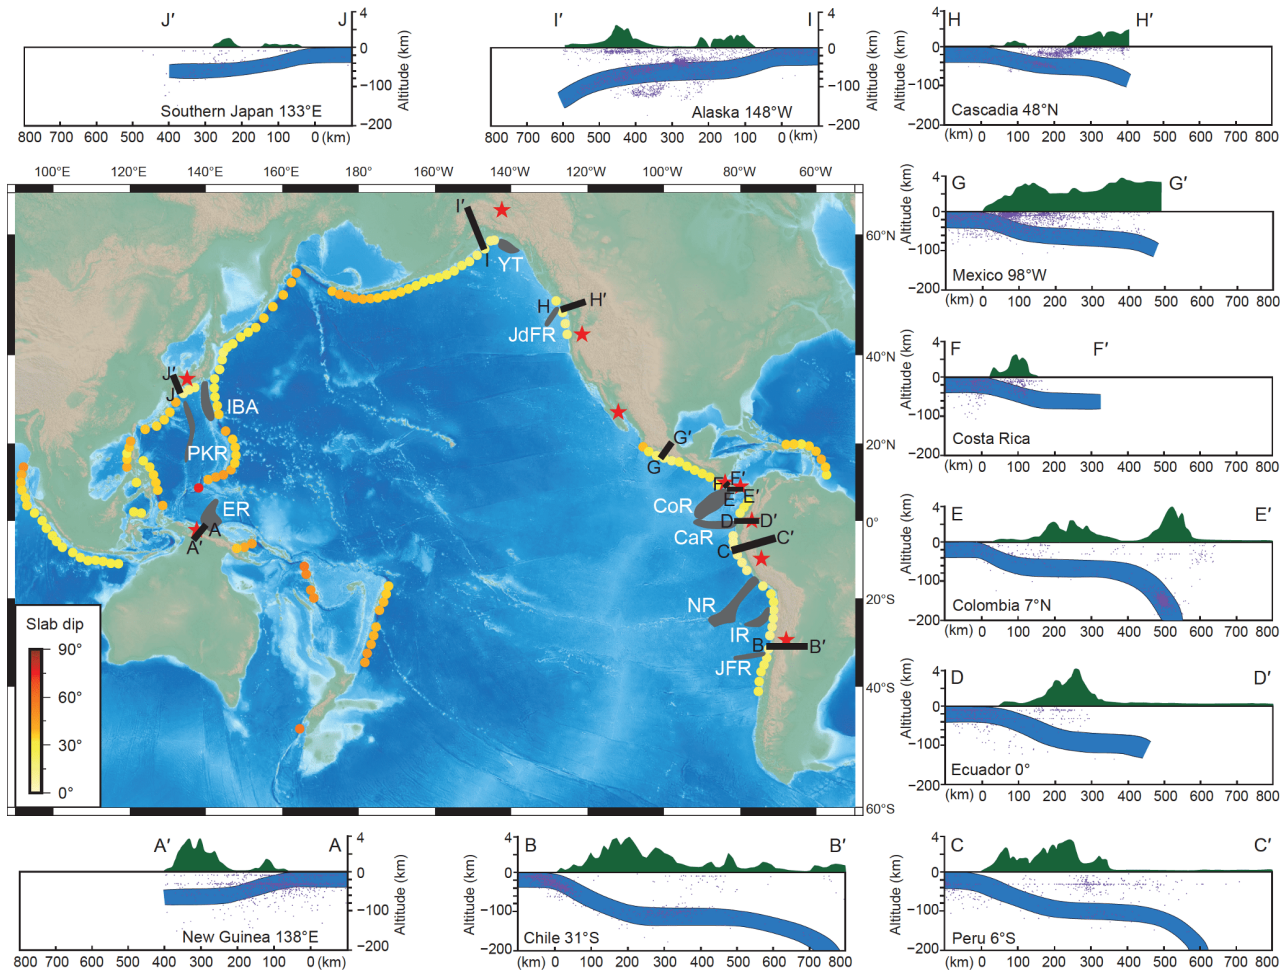 J′ J
4
0
−100
−200
Altitude (km)
Southern Japan 133°E
800 700 600 500 400 300 200 100 0 (km)
I′ I
4
0
−100
−200
Altitude (km)
Alaska 148°W
800 700 600 500 400 300 200 100 0 (km)
H H′
4
0
−100
−200
Altitude (km)
Cascadia 48°N
(km) 0 100 200 300 400 500 600 700 800
100°E 120°E 140°E 160°E 180° 160°W 140°W 120°W 100°W 80°W 60°W
60°N
40°N
20°N
0°
20°S
40°S
60°S
I′
I
YT
H H′
JdFR
J′
J
IBA
PKR
G′
G
F F′
E E′
CoR
ER
D D′
CaR
A
A′
C C′
NR
IR
B B′
JFR
Slab dip
90°
60°
30°
0°
G G′
4
0
−100
−200
Altitude (km)
Mexico 98°W
(km) 0 100 200 300 400 500 600 700 800
F F′
4
0
−100
−200
Altitude (km)
Costa Rica
(km) 0 100 200 300 400 500 600 700 800
E E′
4
0
−100
−200
Altitude (km)
Colombia 7°N
(km) 0 100 200 300 400 500 600 700 800
D D′
4
0
−100
−200
Altitude (km)
Ecuador 0°
(km) 0 100 200 300 400 500 600 700 800
A′ A
4
0
−100
−200
Altitude (km)
New Guinea 138°E
800 700 600 500 400 300 200 100 0 (km)
B B′
4
0
−100
−200
Altitude (km)
Chile 31°S
(km) 0 100 200 300 400 500 600 700 800
C C′
4
0
−100
−200
Altitude (km)
Peru 6°S
(km) 0 100 200 300 400 500 600 700 800